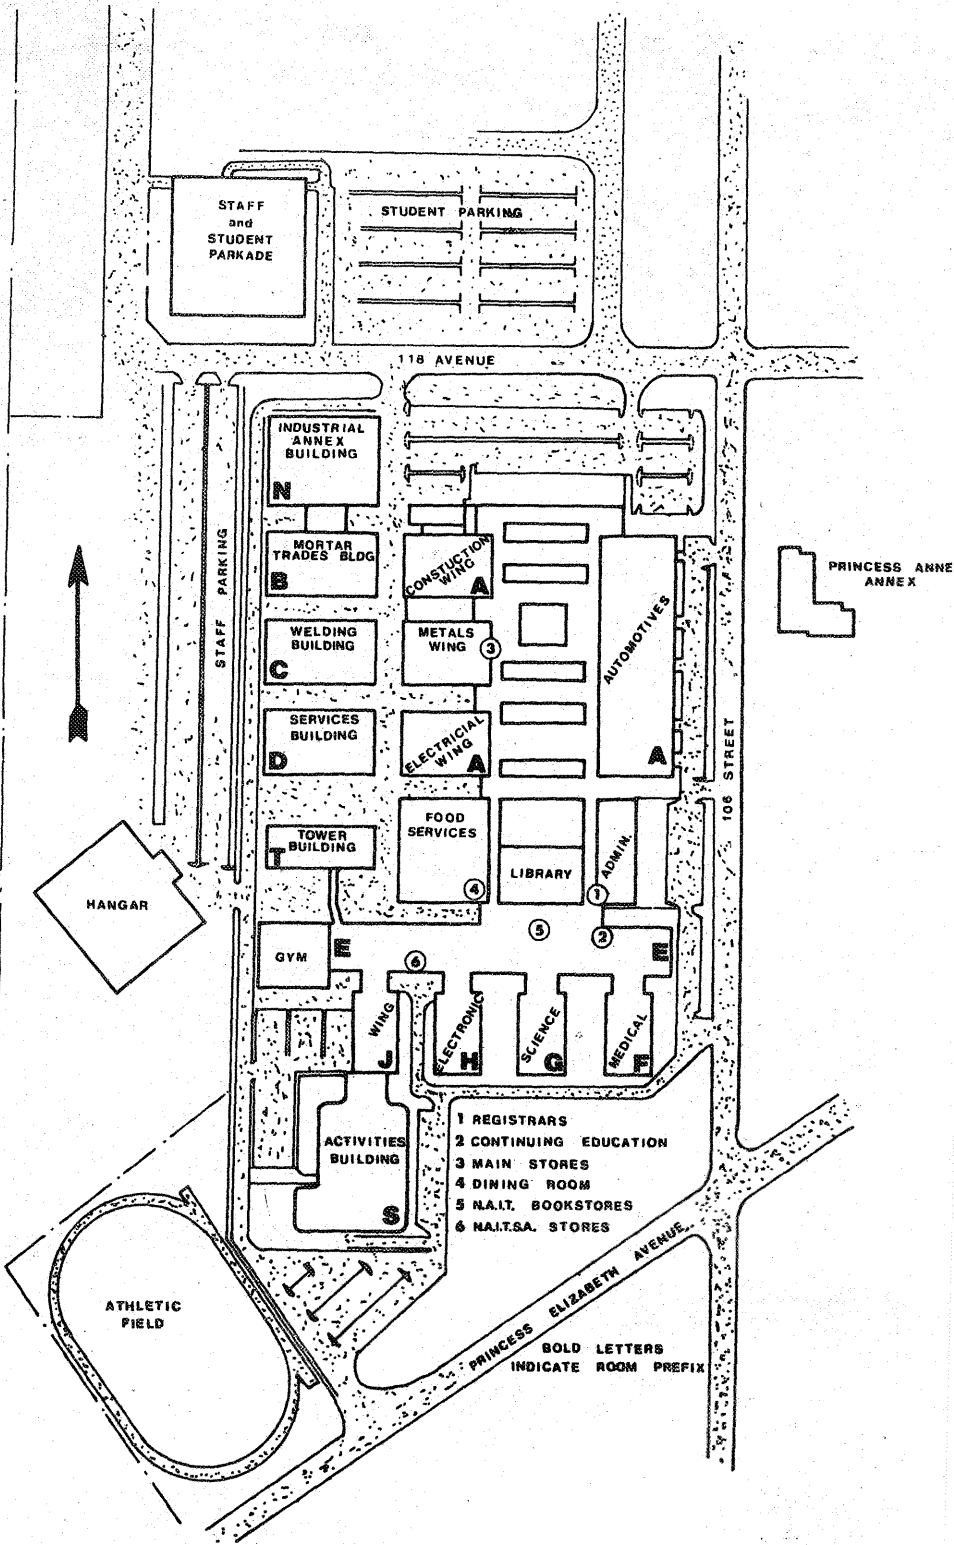 STAFF
and
STUDENT
PARKADE
STUDENT PARKING
118 AVENUE
INDUSTRIAL
ANNEX
BUILDING
N
MORTAR
TRADES BLDG
B
CONSTUCTION
WING
A
PRINCESS ANNE
ANNEX
STAFF PARKING
WELDING
BUILDING
C
METALS
WING
3
AUTOMOTIVES
A
SERVICES
BUILDING
D
ELECTRICIAL
WING
A
106 STREET
TOWER
BUILDING
T
FOOD
SERVICES
4
LIBRARY
ADMIN.
1
HANGAR
5
2
GYM
E
6
E
WING
J
ELECTRONIC
H
SCIENCE
G
MEDICAL
F
ACTIVITIES
BUILDING
S
1 REGISTRARS
2 CONTINUING EDUCATION
3 MAIN STORES
4 DINING ROOM
5 N.A.I.T. BOOKSTORES
6 N.A.I.T.S.A. STORES
ATHLETIC
FIELD
PRINCESS ELIZABETH AVENUE
BOLD LETTERS
INDICATE ROOM PREFIX